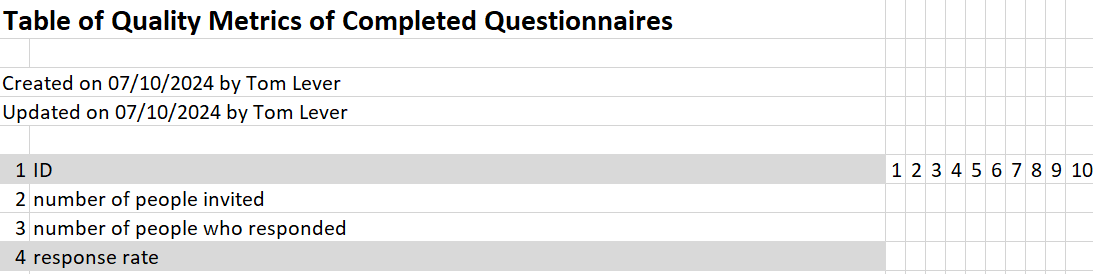 Table of Quality Metrics of Completed Questionnaires
Created on 07/10/2024 by Tom Lever
Updated on 07/10/2024 by Tom Lever
1 ID 1 2 3 4 5 6 7 8 9 10
2 number of people invited
3 number of people who responded
4 response rate